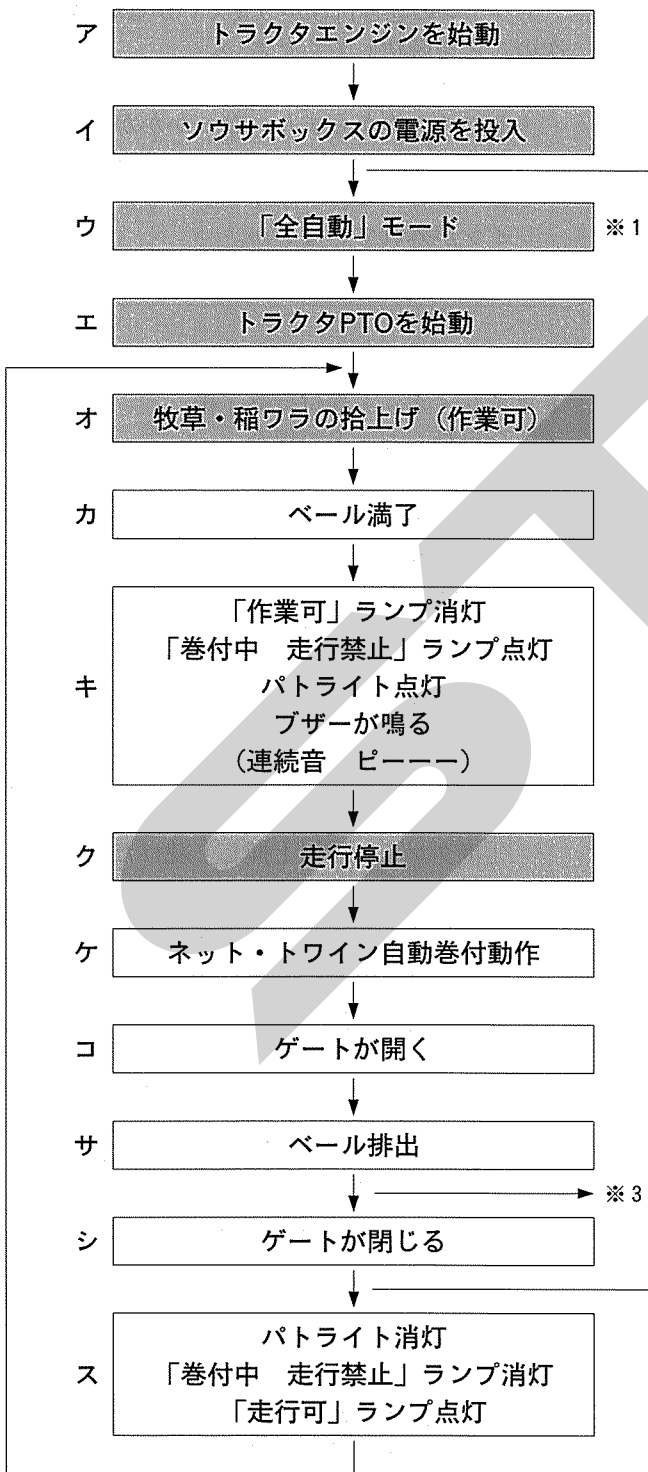 ア トラクタエンジンを始動
イ ソウサボックスの電源を投入
ウ 「全自動」モード ※1
エ トラクタPTOを始動
オ 牧草・稲ワラの拾上げ（作業可）
カ ベール満了
「作業可」ランプ消灯
「巻付中　走行禁止」ランプ点灯
キ パトライト点灯
ブザーが鳴る
（連続音　ピーーー）
ク 走行停止
ケ ネット・トワイン自動巻付動作
コ ゲートが開く
サ ベール排出
※3
シ ゲートが閉じる
パトライト消灯
ス 「巻付中　走行禁止」ランプ消灯
「走行可」ランプ点灯